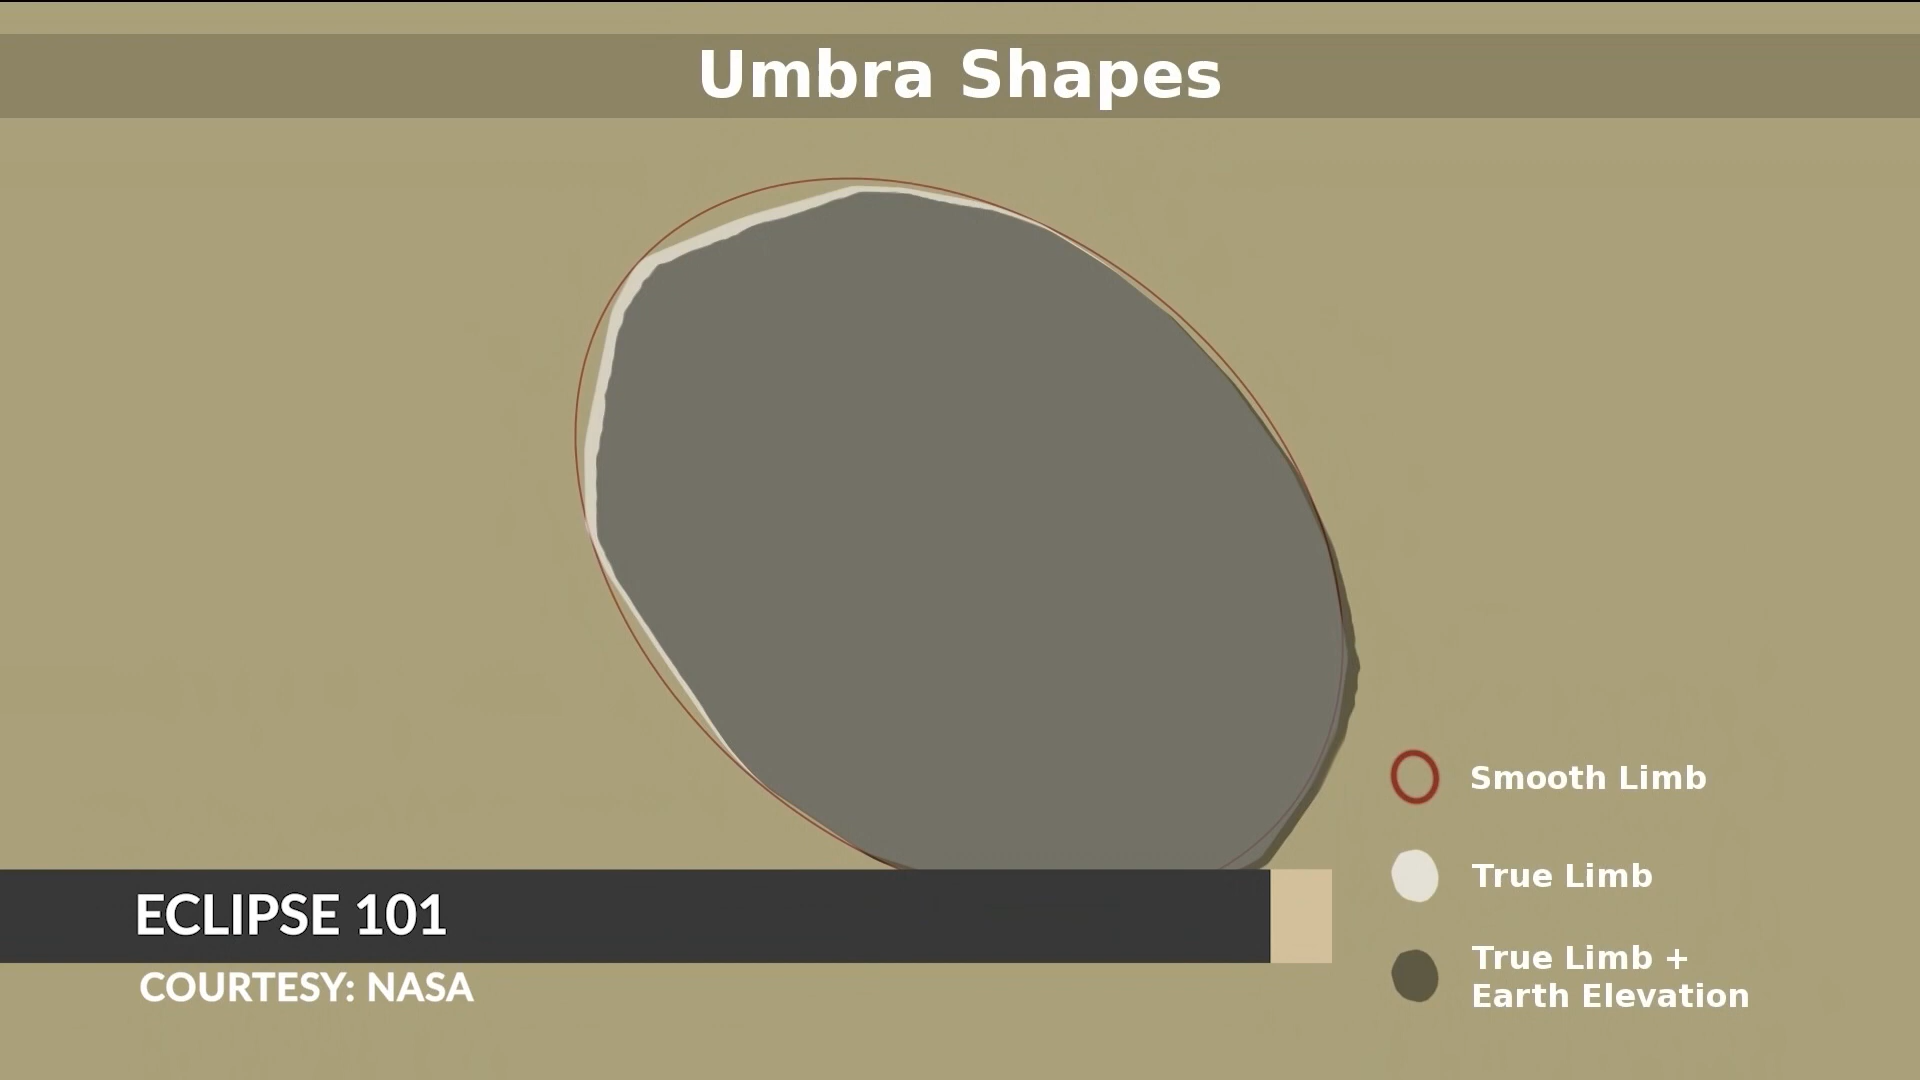 Umbra Shapes
Smooth Limb
True Limb
True Limb +
Earth Elevation
ECLIPSE 101
COURTESY: NASA